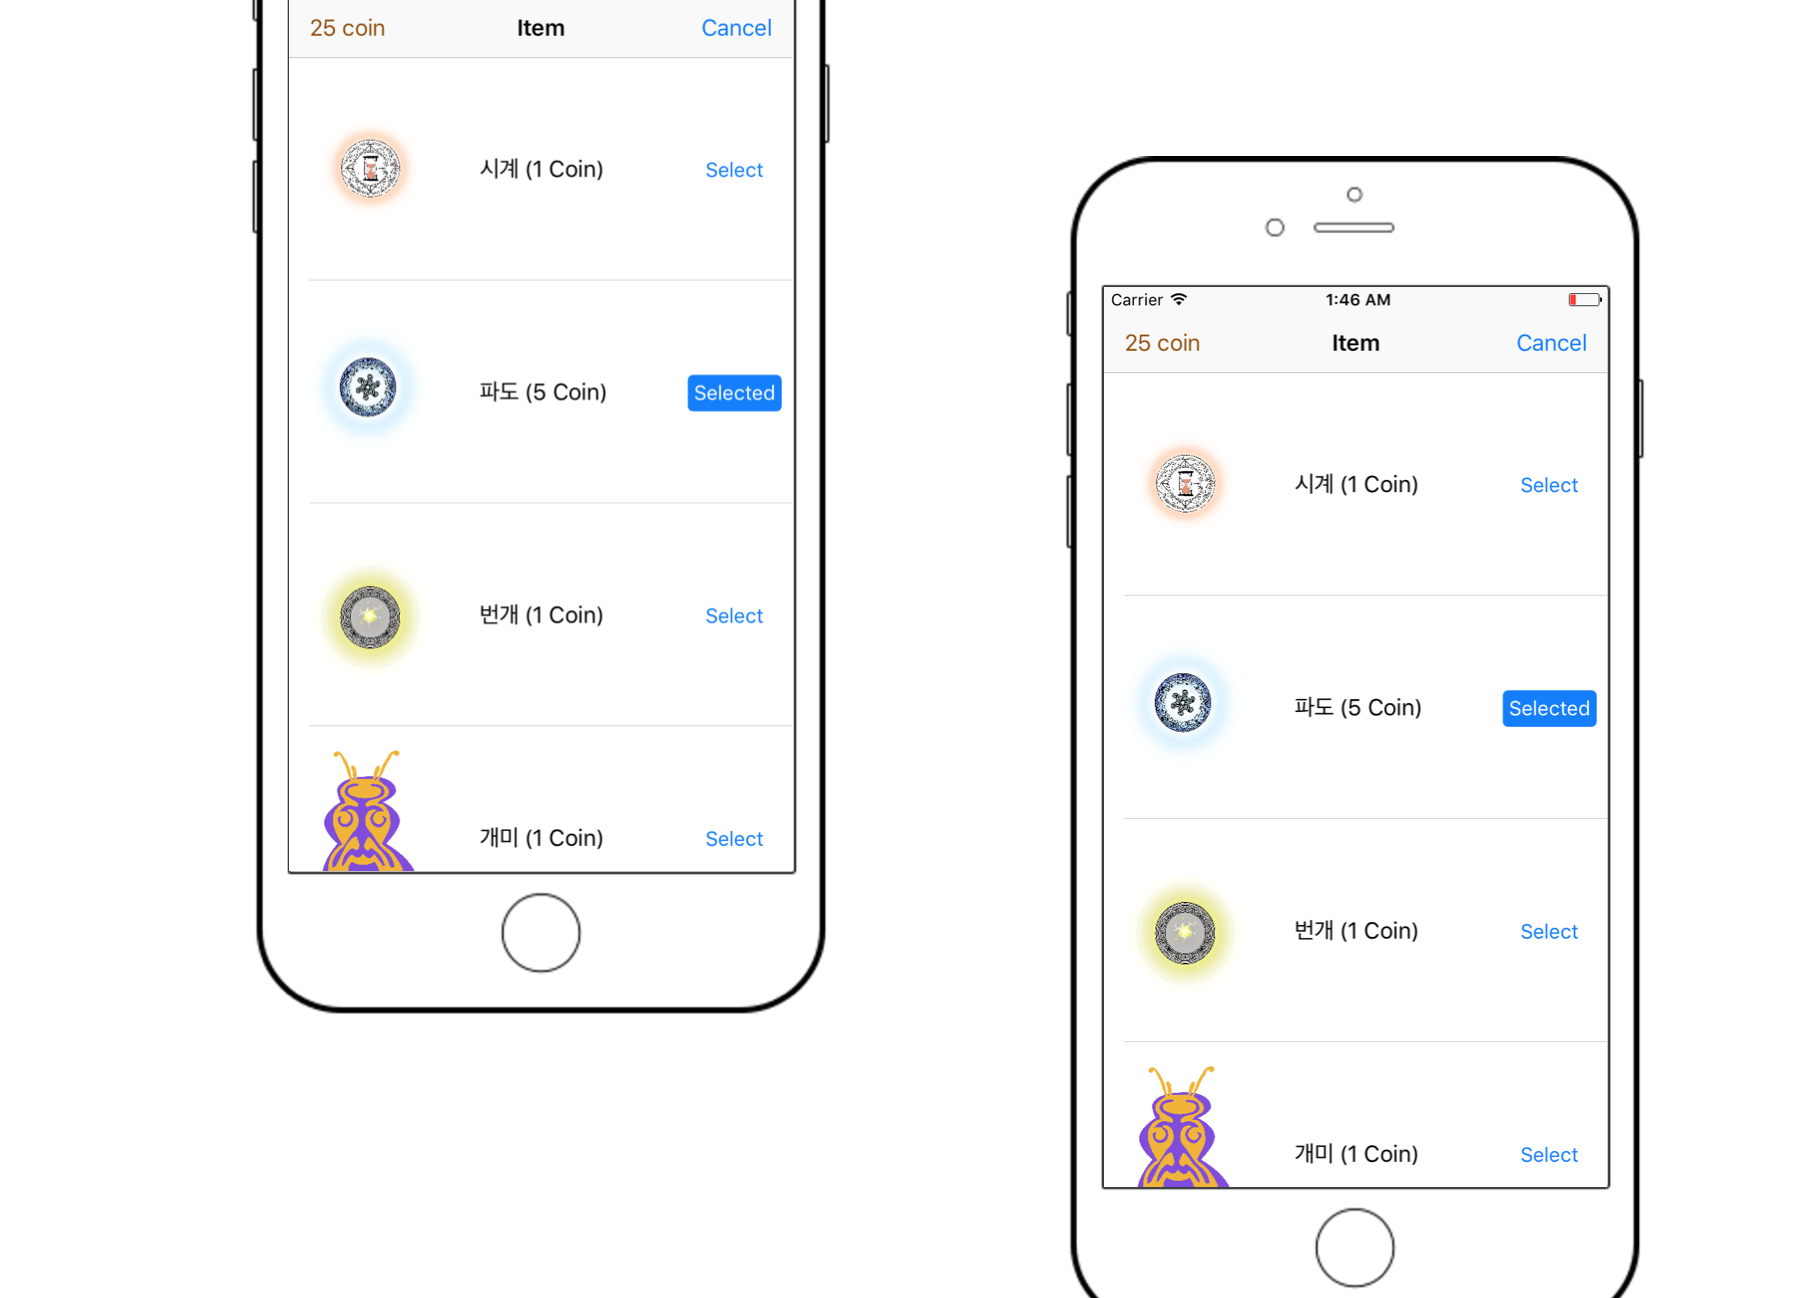 25 coin Item Cancel
시계 (1 Coin) Select
파도 (5 Coin) Selected
번개 (1 Coin) Select
개미 (1 Coin) Select
Carrier 1:46 AM
25 coin Item Cancel
시계 (1 Coin) Select
파도 (5 Coin) Selected
번개 (1 Coin) Select
개미 (1 Coin) Select